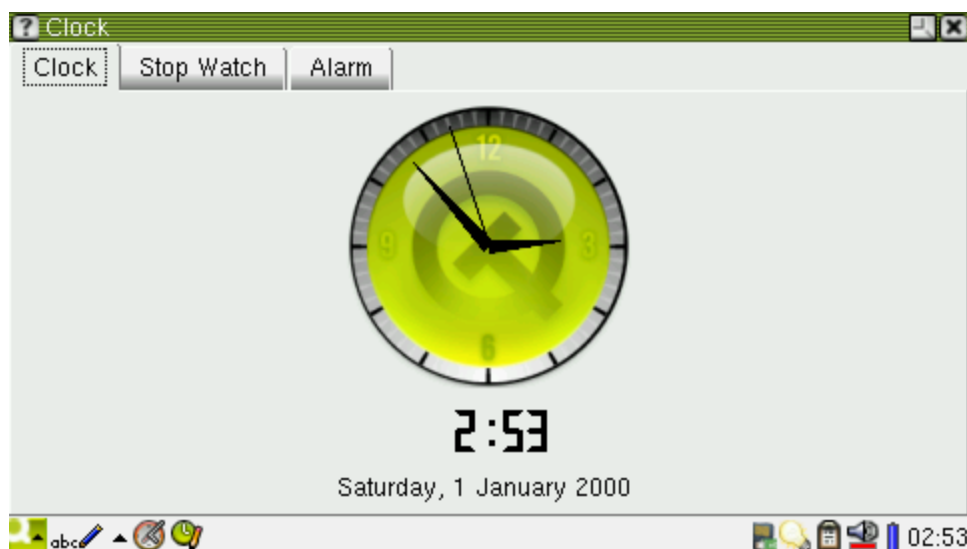 ? Clock
Clock Stop Watch Alarm
12
9 3
6
2:53
Saturday, 1 January 2000
abc 02:53